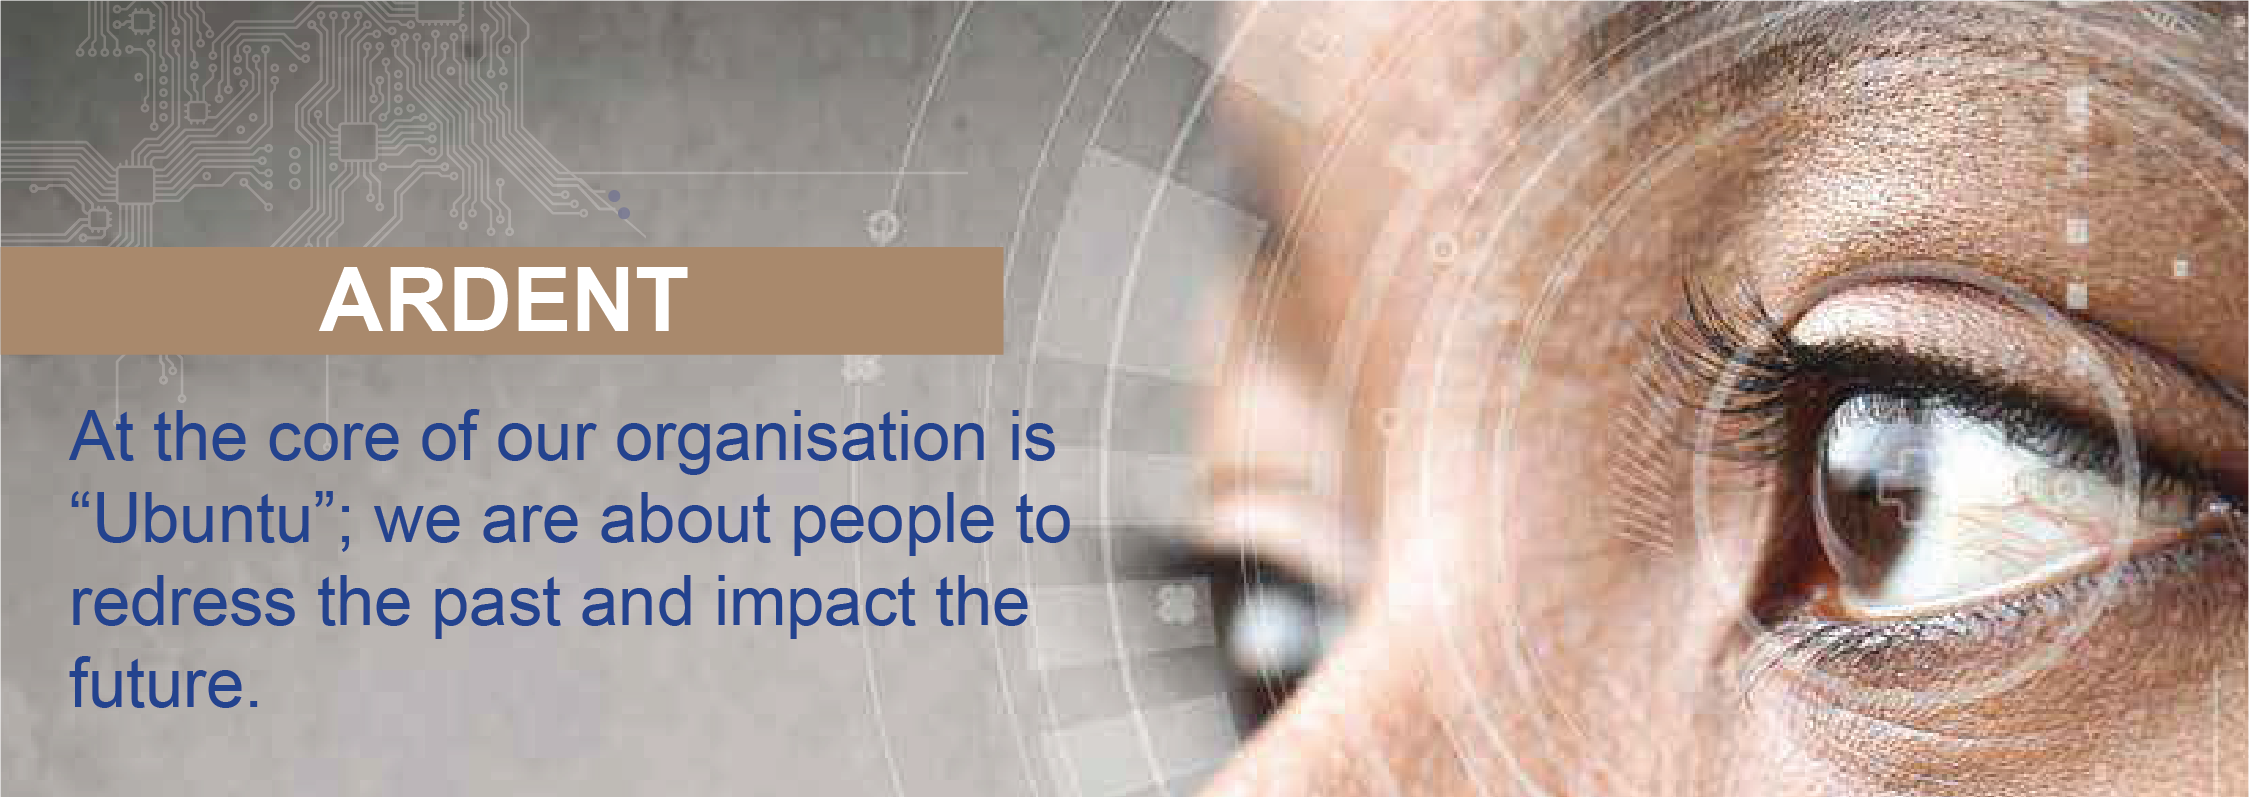 ARDENT
At the core of our organisation is
“Ubuntu”; we are about people to
redress the past and impact the
future.